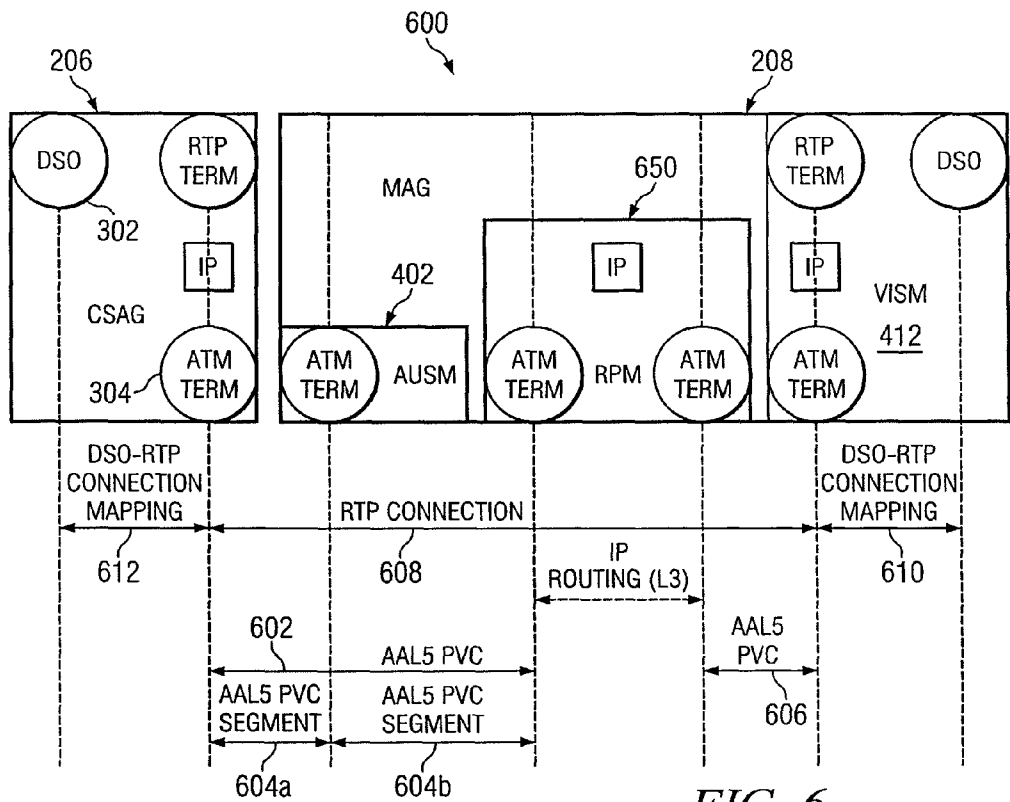 600
206
208
DSO
RTP
TERM
302
IP
CSAG
304
ATM
TERM
MAG
402
ATM
TERM
AUSM
650
IP
ATM
TERM
RPM
ATM
TERM
RTP
TERM
DSO
IP
VISM
412
ATM
TERM
DSO-RTP
CONNECTION
MAPPING
612
RTP CONNECTION
608
DSO-RTP
CONNECTION
MAPPING
610
IP
ROUTING (L3)
602
AAL5 PVC
AAL5
PVC
606
AAL5 PVC
SEGMENT
604a
AAL5 PVC
SEGMENT
604b
FIG. 6